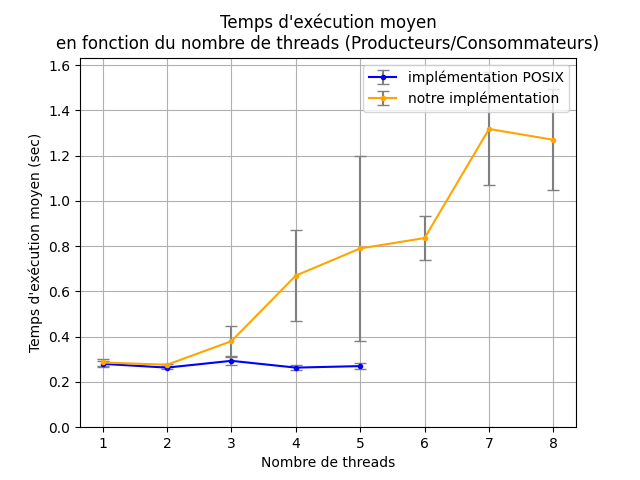 Temps d'exécution moyen
en fonction du nombre de threads (Producteurs/Consommateurs)
implémentation POSIX
notre implémentation
Temps d'exécution moyen (sec)
1.6
1.4
1.2
1.0
0.8
0.6
0.4
0.2
0.0
1 2 3 4 5 6 7 8
Nombre de threads